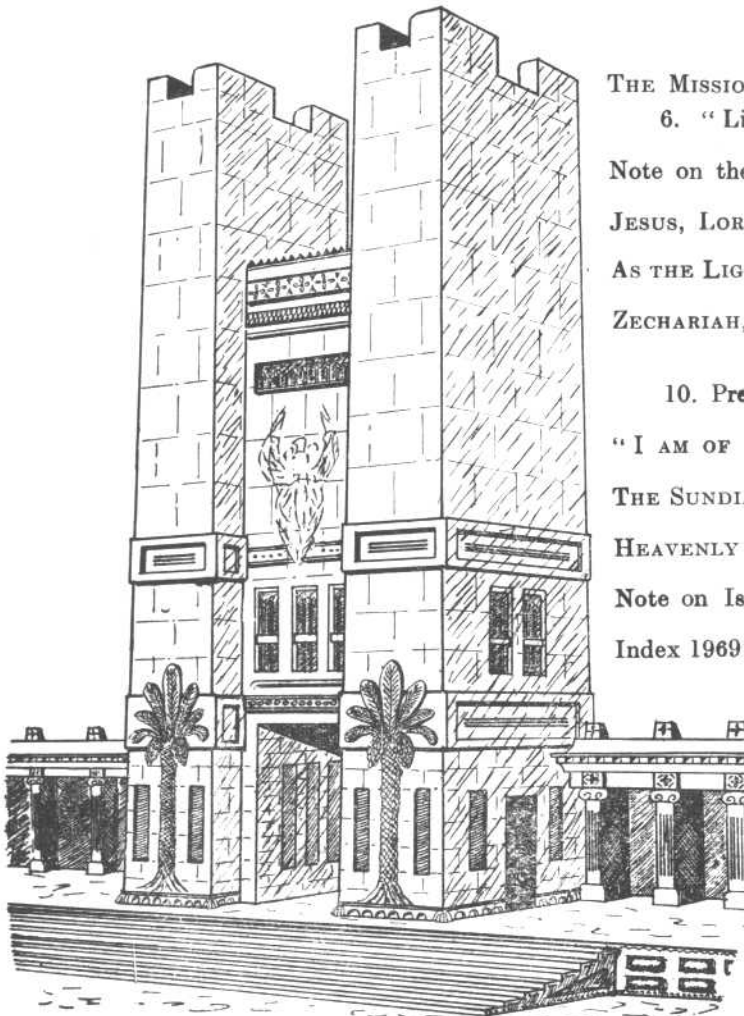 THE MISSIO
6. "Li
Note on the
JESUS, LOR
AS THE LIG
ZECHARIAH,
10. Pre
"I AM OF
THE SUNDIA
HEAVENLY
Note on Is
Index 1969